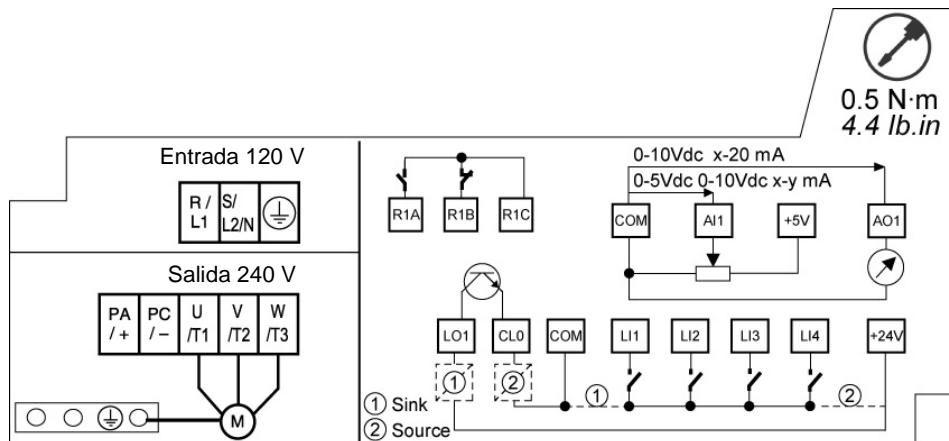 0.5 N·m
4.4 lb.in
Entrada 120 V
R / L1
S/ L2/N
Salida 240 V
PA / +
PC / –
U /T1
V /T2
W /T3
M
R1A
R1B
R1C
0-10Vdc x-20 mA
0-5Vdc 0-10Vdc x-y mA
COM
AI1
+5V
AO1
LO1
CL0
COM
LI1
LI2
LI3
LI4
+24V
①
②
① Sink
② Source
①
②